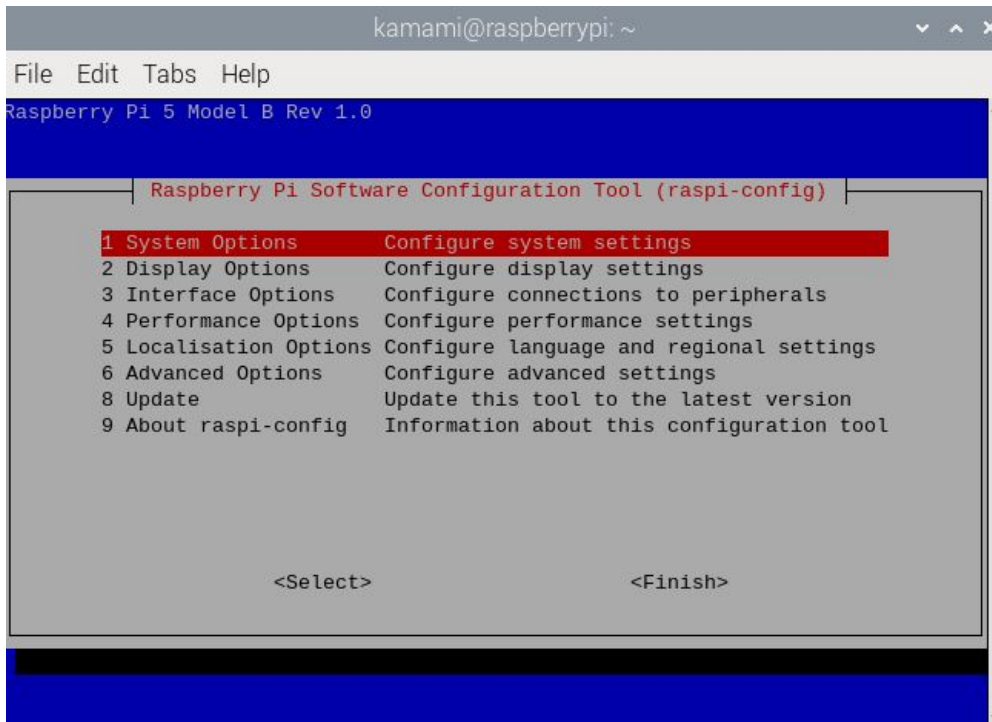 kamami@raspberrypi: ~
File Edit Tabs Help
Raspberry Pi 5 Model B Rev 1.0
Raspberry Pi Software Configuration Tool (raspi-config)
1 System Options Configure system settings
2 Display Options Configure display settings
3 Interface Options Configure connections to peripherals
4 Performance Options Configure performance settings
5 Localisation Options Configure language and regional settings
6 Advanced Options Configure advanced settings
8 Update Update this tool to the latest version
9 About raspi-config Information about this configuration tool
<Select> <Finish>